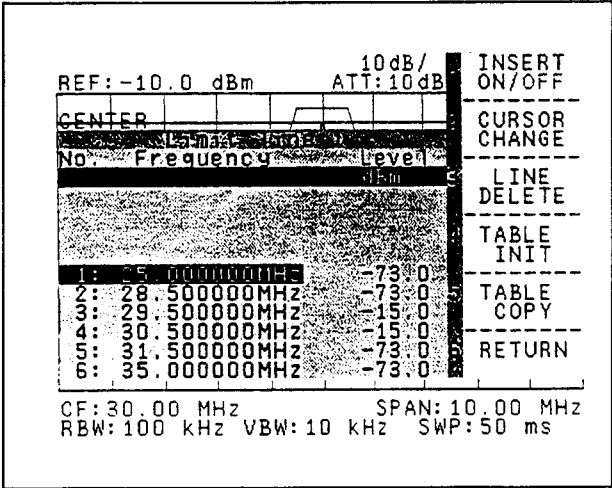 10dB/
REF:-10.0 dBm ATT:10dB
CENTER
No. Frequency Level
dBm
1: 25.000000MHz -73.0
2: 28.500000MHz -73.0
3: 29.500000MHz -15.0
4: 30.500000MHz -15.0
5: 31.500000MHz -73.0
6: 35.000000MHz -73.0
CF:30.00 MHz SPAN:10.00 MHz
RBW:100 kHz VBW:10 kHz SWP:50 ms
INSERT
ON/OFF
CURSOR
CHANGE
LINE
DELETE
TABLE
INIT
TABLE
COPY
RETURN